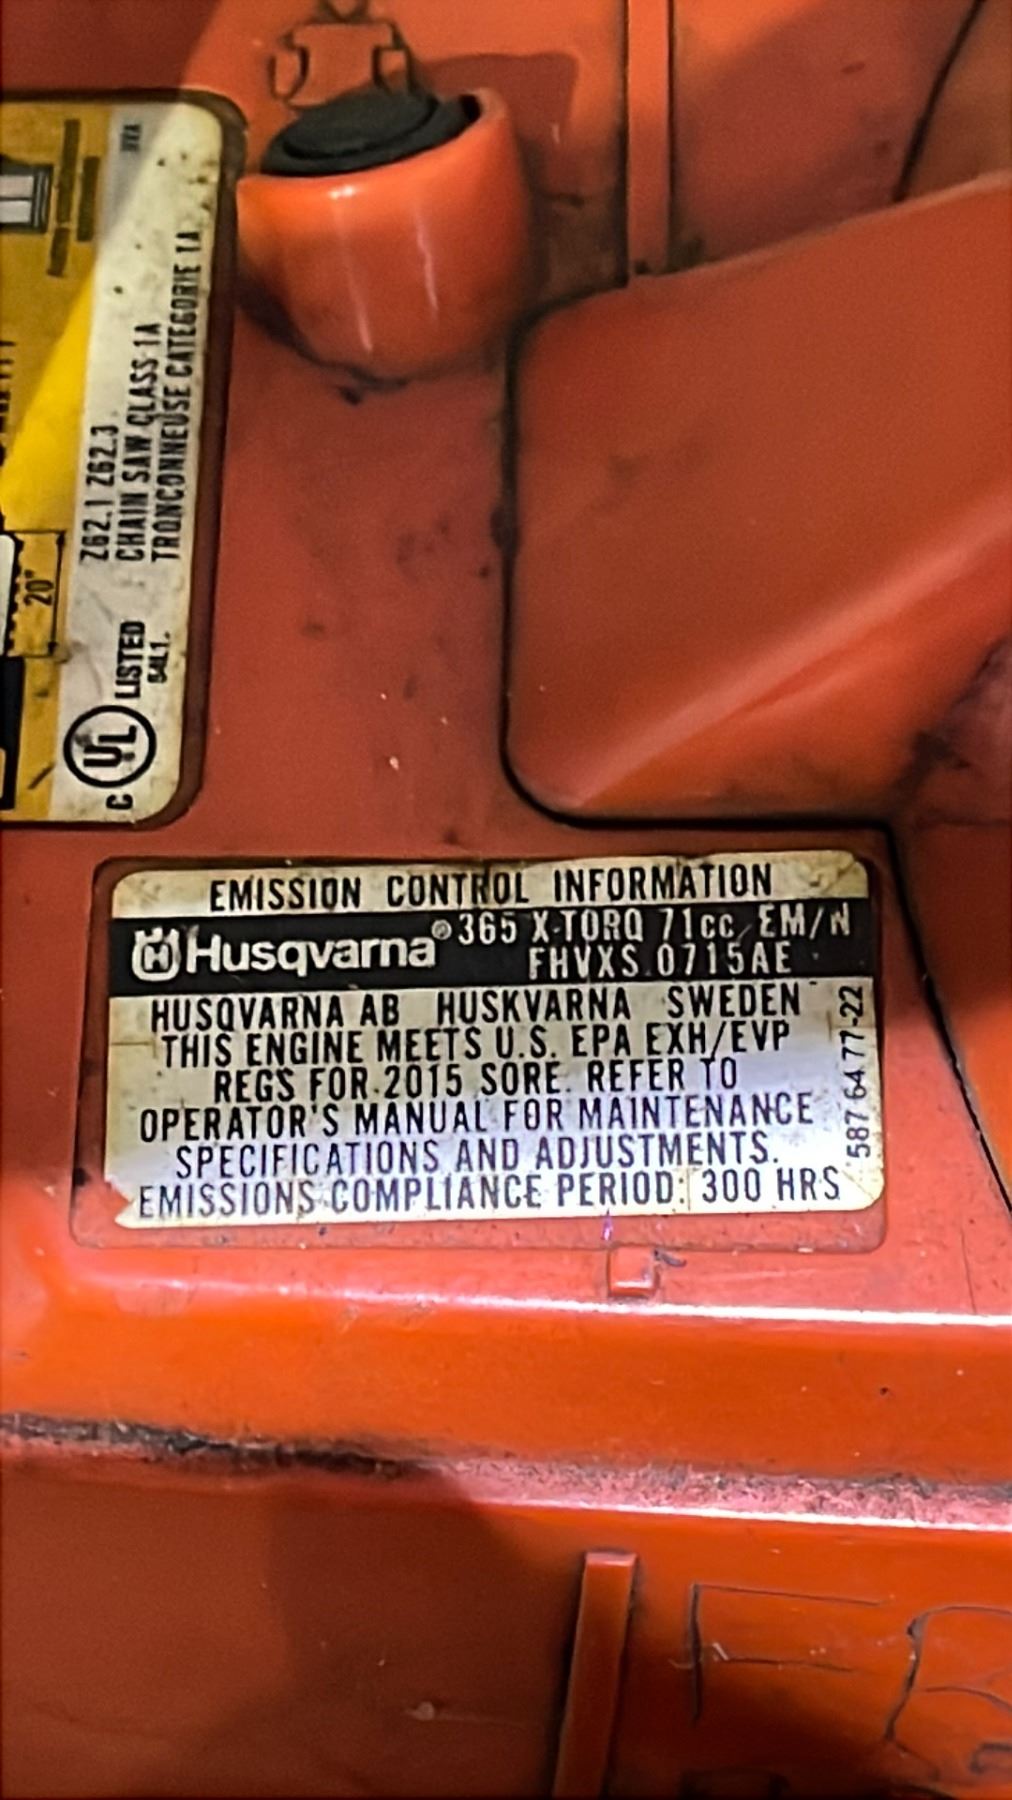 Z62.1 Z62.3
CHAIN SAW CLASS 1A
TRONCONNEUSE CATEGORIE 1A
20"
C UL LISTED
54L1.
EMISSION CONTROL INFORMATION
Husqvarna® 365 X-TORQ 71cc EM/N
FHVXS.0715AE
HUSQVARNA AB HUSKVARNA SWEDEN
THIS ENGINE MEETS U.S. EPA EXH/EVP
REGS FOR 2015 SORE. REFER TO
OPERATOR'S MANUAL FOR MAINTENANCE
SPECIFICATIONS AND ADJUSTMENTS.
EMISSIONS COMPLIANCE PERIOD: 300 HRS
587 64 77-22